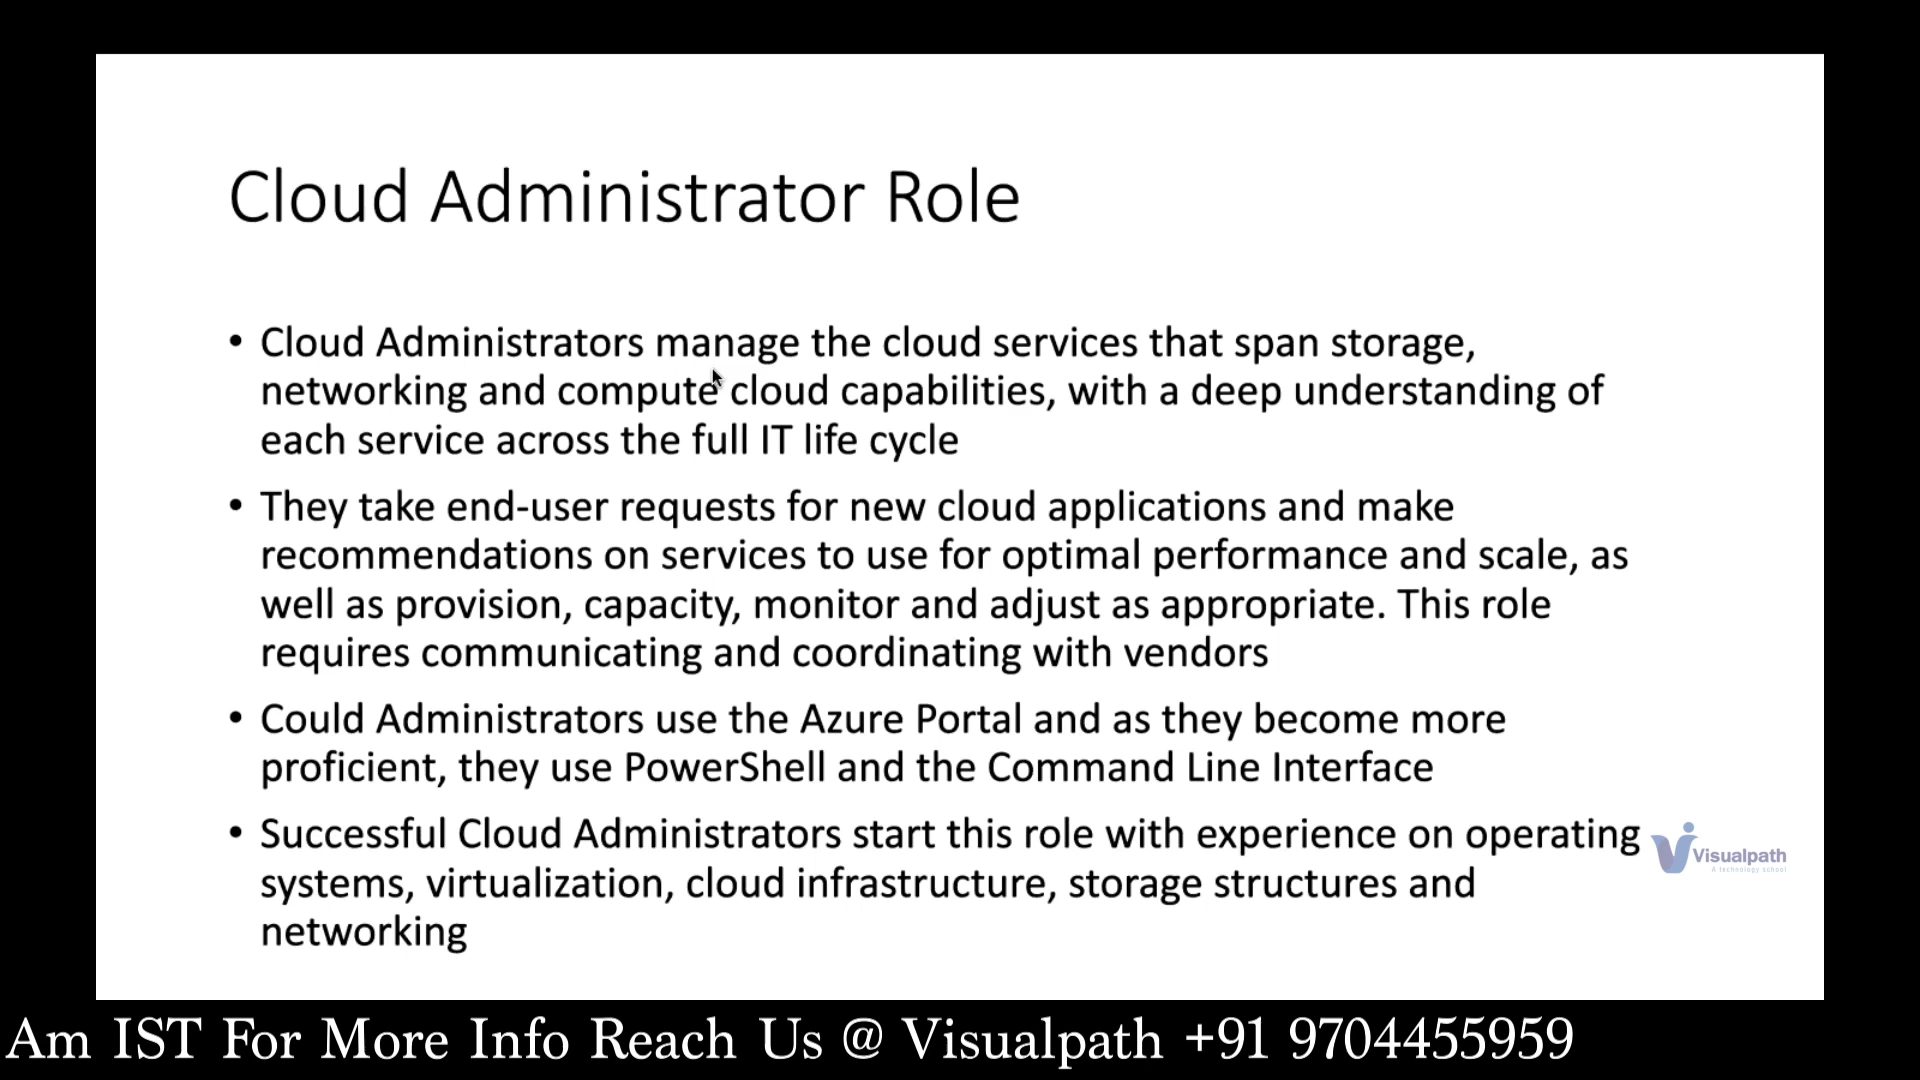 Cloud Administrator Role
• Cloud Administrators manage the cloud services that span storage,
networking and compute cloud capabilities, with a deep understanding of
each service across the full IT life cycle
• They take end-user requests for new cloud applications and make
recommendations on services to use for optimal performance and scale, as
well as provision, capacity, monitor and adjust as appropriate. This role
requires communicating and coordinating with vendors
• Could Administrators use the Azure Portal and as they become more
proficient, they use PowerShell and the Command Line Interface
• Successful Cloud Administrators start this role with experience on operating
systems, virtualization, cloud infrastructure, storage structures and
networking
Visualpath
A technology school
Am IST For More Info Reach Us @ Visualpath +91 9704455959